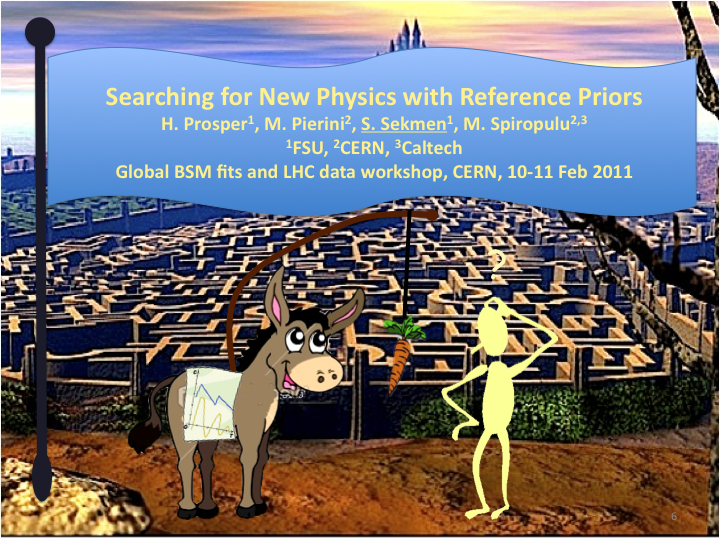 Searching for New Physics with Reference Priors
H. Prosper¹, M. Pierini², S. Sekmen¹, M. Spiropulu²,³
¹FSU, ²CERN, ³Caltech
Global BSM fits and LHC data workshop, CERN, 10-11 Feb 2011
?
6